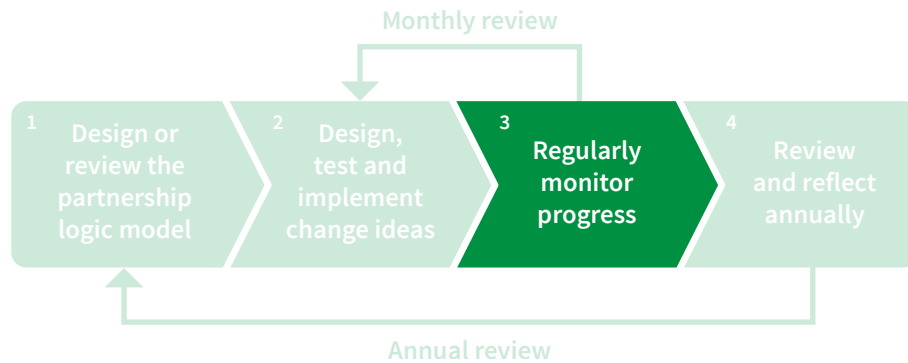 Monthly review
1
Design or
review the
partnership
logic model
2
Design,
test and
implement
change ideas
3
Regularly
monitor
progress
4
Review
and reflect
annually
Annual review